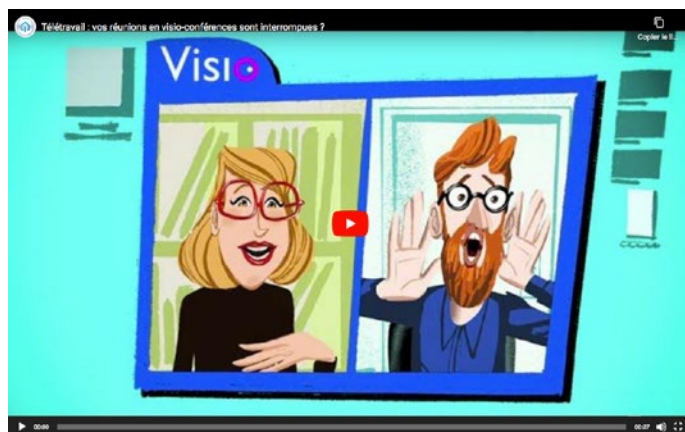 Télétravail : vos réunions en visio-conférences sont interrompues ?
Copier le li...
Visio
00:00
00:27